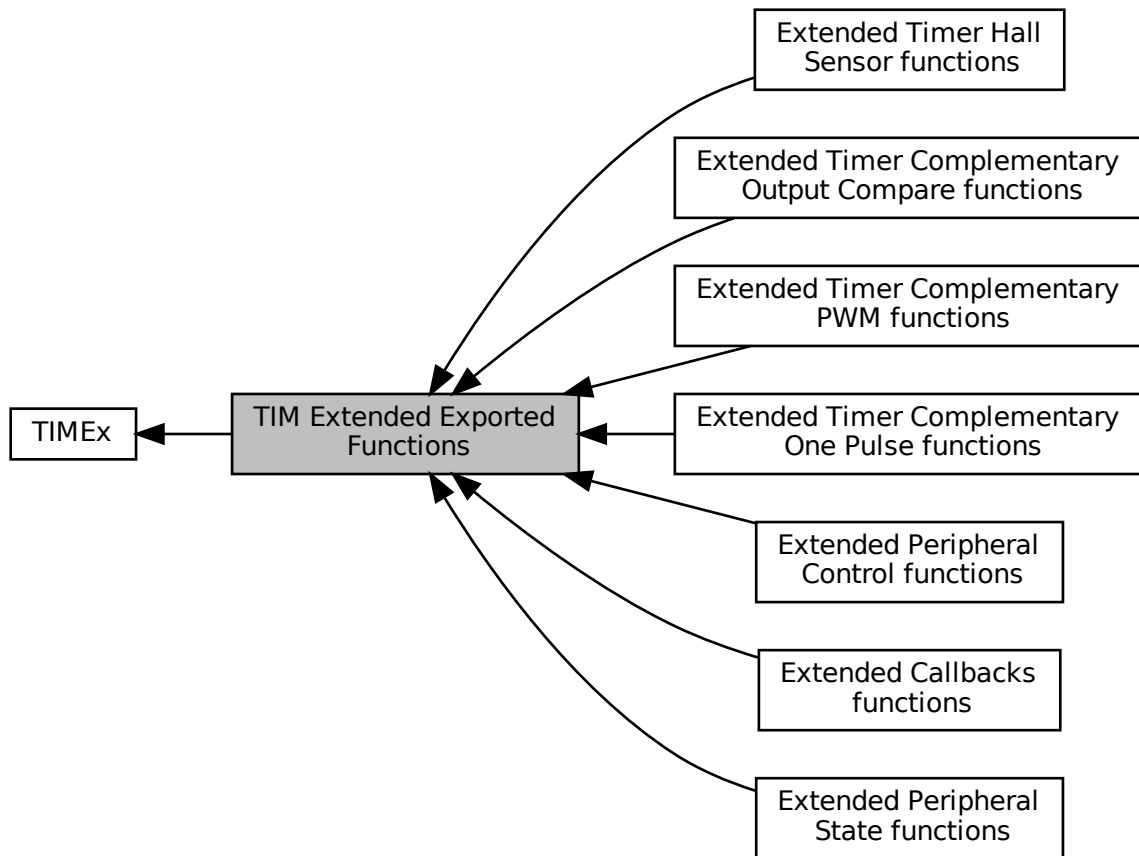 Extended Timer Hall
Sensor functions
Extended Timer Complementary
Output Compare functions
Extended Timer Complementary
PWM functions
TIMEx
TIM Extended Exported
Functions
Extended Timer Complementary
One Pulse functions
Extended Peripheral
Control functions
Extended Callbacks
functions
Extended Peripheral
State functions